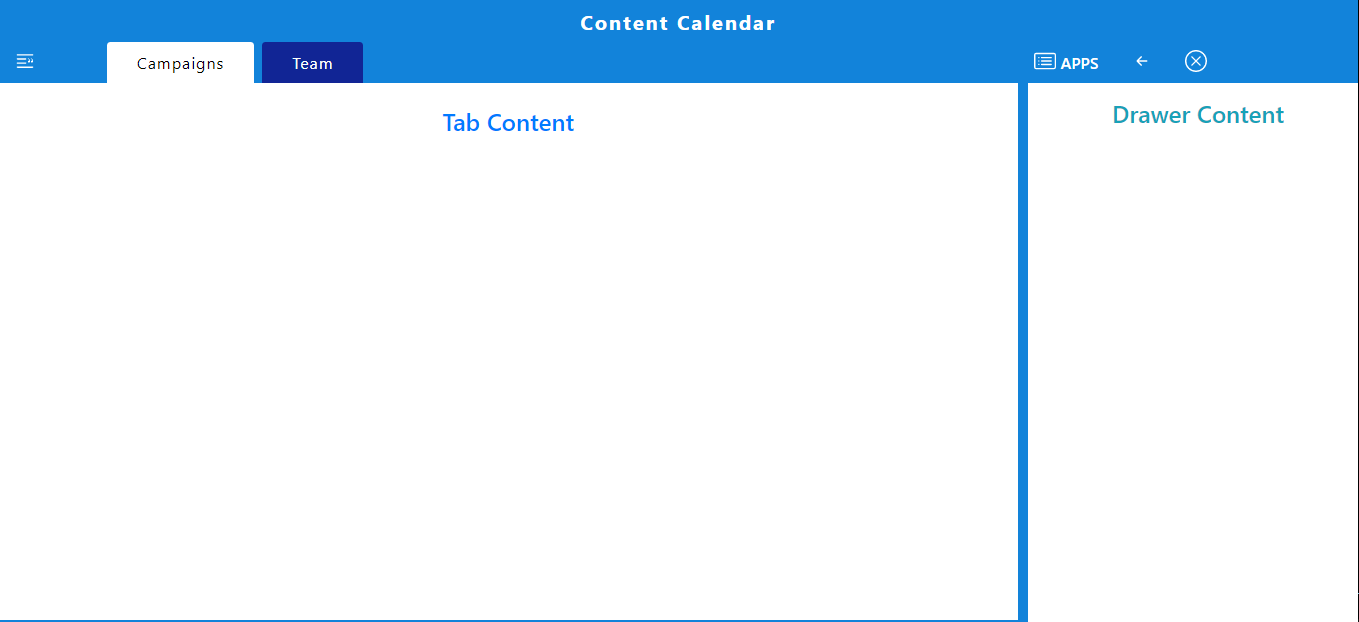 Content Calendar
Campaigns
Team
APPS
Tab Content
Drawer Content